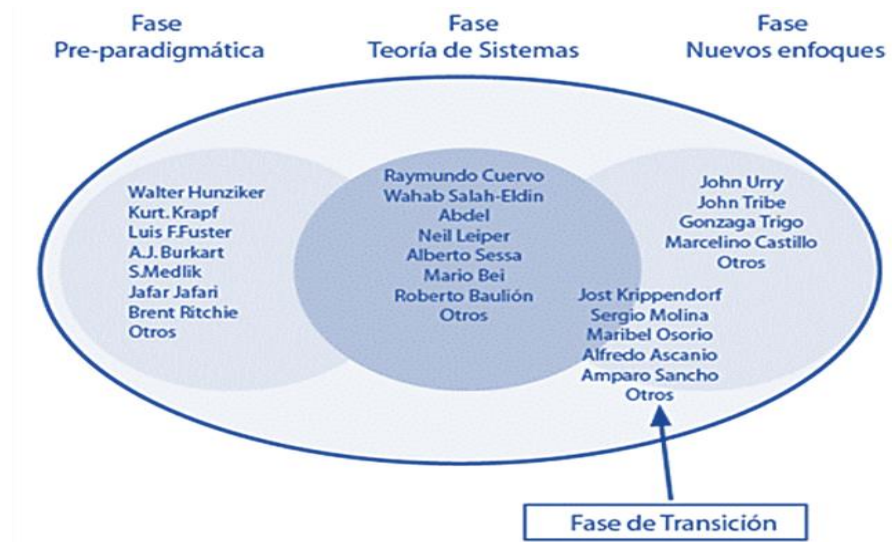 Fase
Pre-paradigmática
Fase
Teoría de Sistemas
Fase
Nuevos enfoques
Walter Hunziker
Kurt. Krapf
Luis F.Fuster
A.J. Burkart
S.Medlik
Jafar Jafari
Brent Ritchie
Otros
Raymundo Cuervo
Wahab Salah-Eldin
Abdel
Neil Leiper
Alberto Sessa
Mario Bei
Roberto Baulión
Otros
John Urry
John Tribe
Gonzaga Trigo
Marcelino Castillo
Otros
Jost Krippendorf
Sergio Molina
Maribel Osorio
Alfredo Ascanio
Amparo Sancho
Otros
Fase de Transición